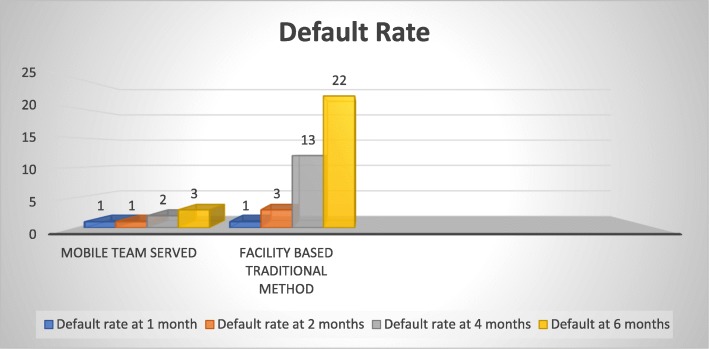 Default Rate
25
20
15
10
5
0
1
1
2
3
1
3
13
22
MOBILE TEAM SERVED
FACILITY BASED
TRADITIONAL
METHOD
Default rate at 1 month
Default rate at 2 months
Default rate at 4 months
Default at 6 months